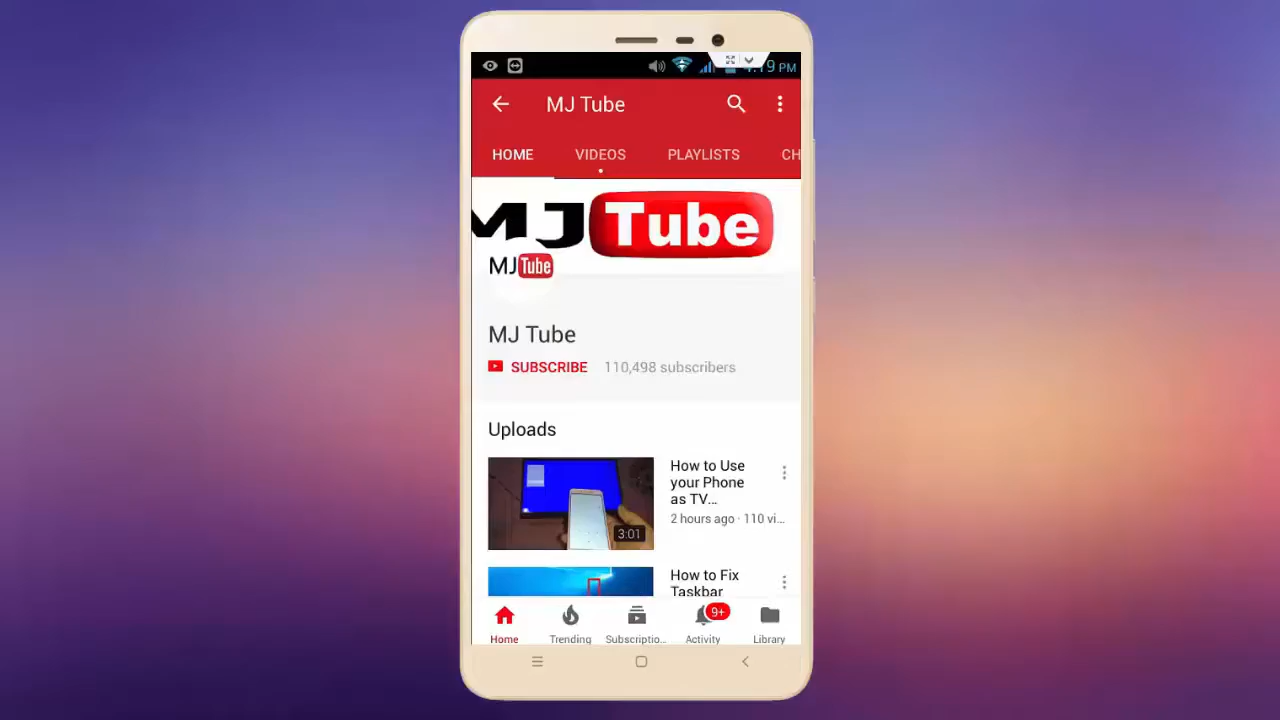 PM
MJ Tube
HOME VIDEOS PLAYLISTS CH
MJ Tube
MJ Tube
MJ Tube
SUBSCRIBE 110,498 subscribers
Uploads
How to Use
your Phone
as TV...
2 hours ago · 110 vi...
3:01
How to Fix
Taskbar
9+
Home Trending Subscriptio... Activity Library